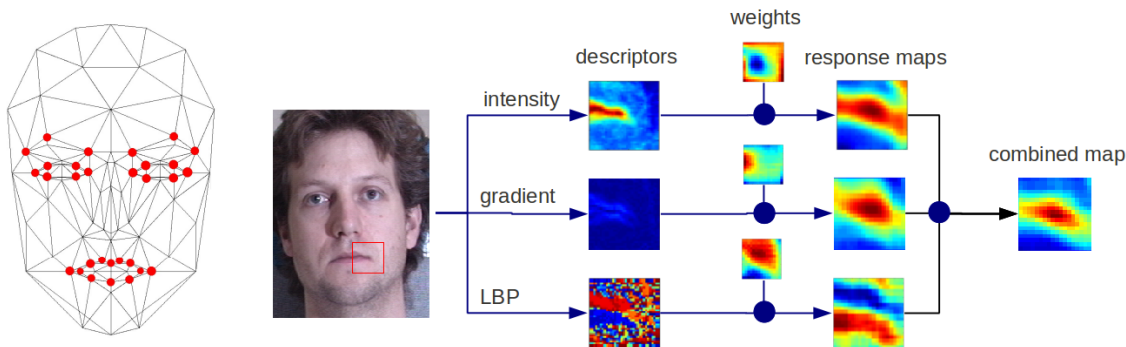 weights
descriptors
response maps
intensity
combined map
gradient
LBP